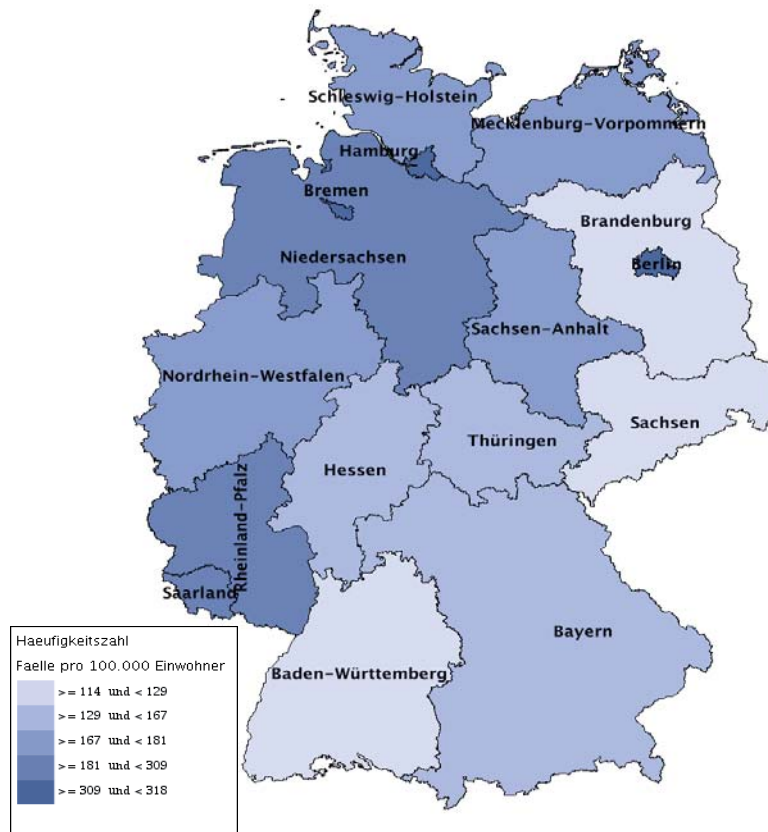 Schleswig-Holstein
Mecklenburg-Vorpommern
Hamburg
Bremen
Brandenburg
Niedersachsen
Berlin
Sachsen-Anhalt
Nordrhein-Westfalen
Sachsen
Thüringen
Hessen
Rheinland-Pfalz
Saarland
Bayern
Baden-Württemberg
Haeufigkeitszahl
Faelle pro 100.000 Einwohner
>= 114 und < 129
>= 129 und < 167
>= 167 und < 181
>= 181 und < 309
>= 309 und < 318